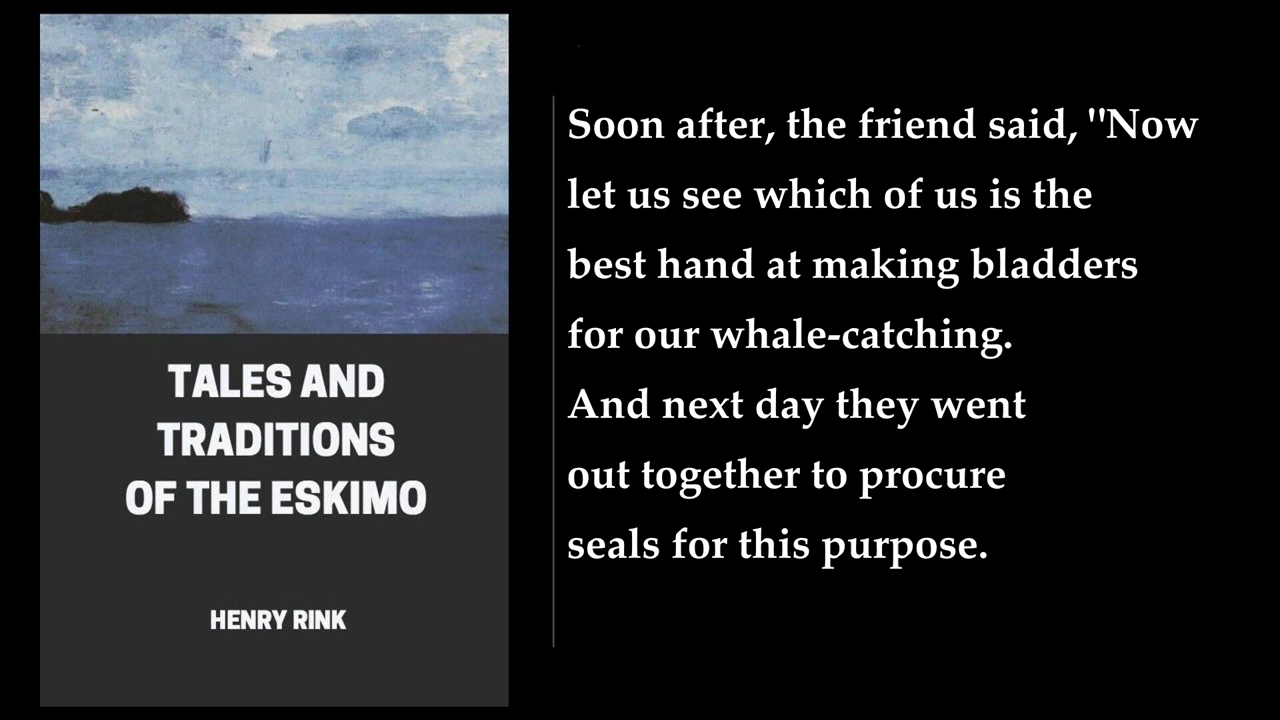 TALES AND
TRADITIONS
OF THE ESKIMO
HENRY RINK
Soon after, the friend said, "Now
let us see which of us is the
best hand at making bladders
for our whale-catching.
And next day they went
out together to procure
seals for this purpose.